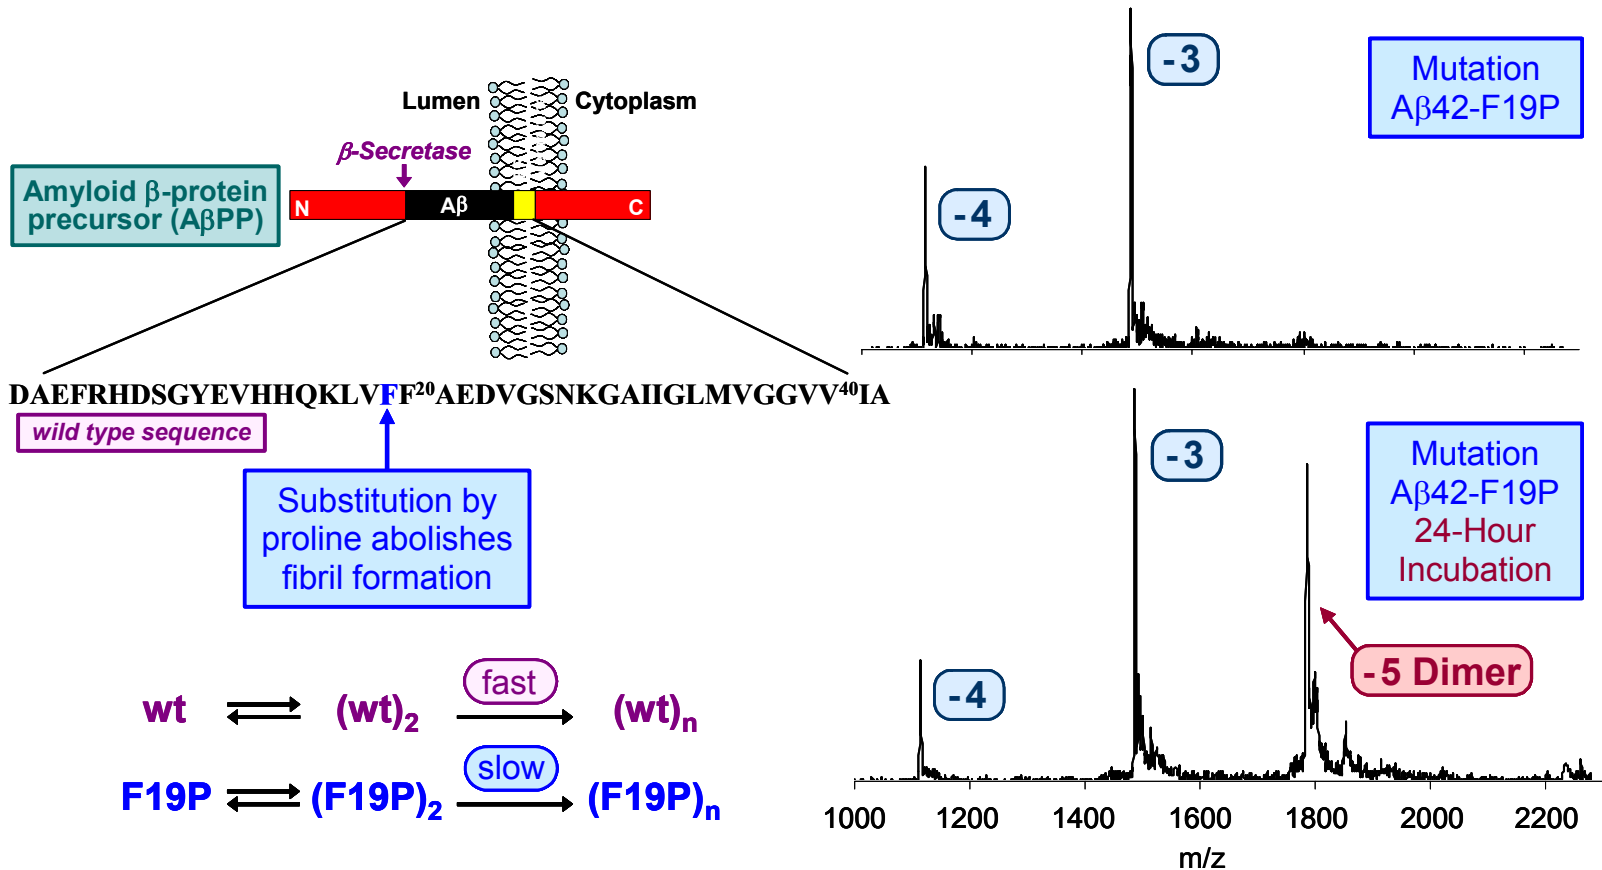 Lumen
Cytoplasm
β-Secretase
Amyloid β-protein
precursor (AβPP)
N
Aβ
C
DAEFRHDSGYEVHHQKLVFF²⁰AEDVGSNKGAIIGLMVGGVV⁴⁰IA
wild type sequence
Substitution by
proline abolishes
fibril formation
wt
(wt)₂
fast
(wt)ₙ
F19P
(F19P)₂
slow
(F19P)ₙ
-4
-3
Mutation
Aβ42-F19P
-4
-3
-5 Dimer
Mutation
Aβ42-F19P
24-Hour
Incubation
1000 1200 1400 1600 1800 2000 2200
m/z